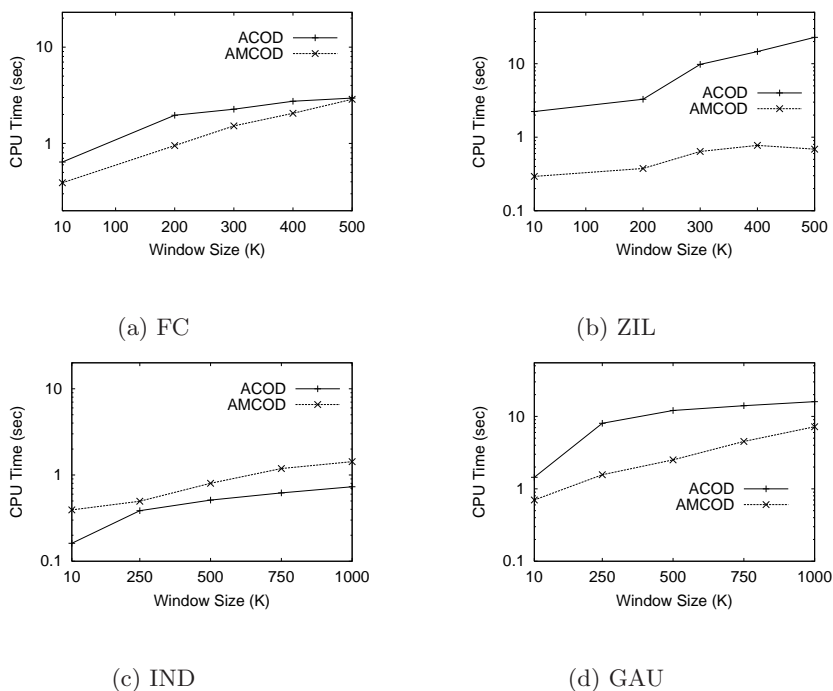 10
1
CPU Time (sec)
ACOD
AMCOD
10 100 200 300 400 500
Window Size (K)
(a) FC
10
1
0.1
CPU Time (sec)
ACOD
AMCOD
10 100 200 300 400 500
Window Size (K)
(b) ZIL
10
1
0.1
CPU Time (sec)
ACOD
AMCOD
10 250 500 750 1000
Window Size (K)
(c) IND
10
1
0.1
CPU Time (sec)
ACOD
AMCOD
10 250 500 750 1000
Window Size (K)
(d) GAU